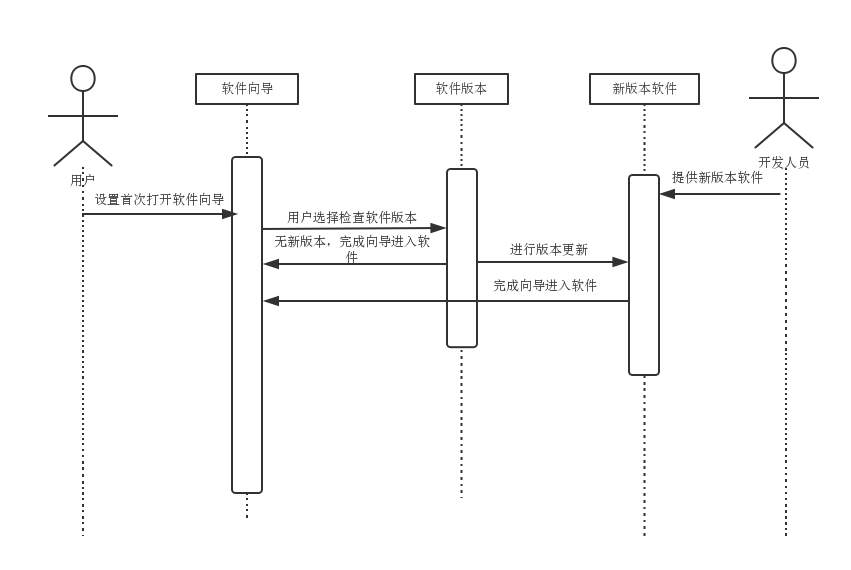 软件向导
软件版本
新版本软件
开发人员
用户
提供新版本软件
设置首次打开软件向导
用户选择检查软件版本
无新版本，完成向导进入软
件
进行版本更新
完成向导进入软件